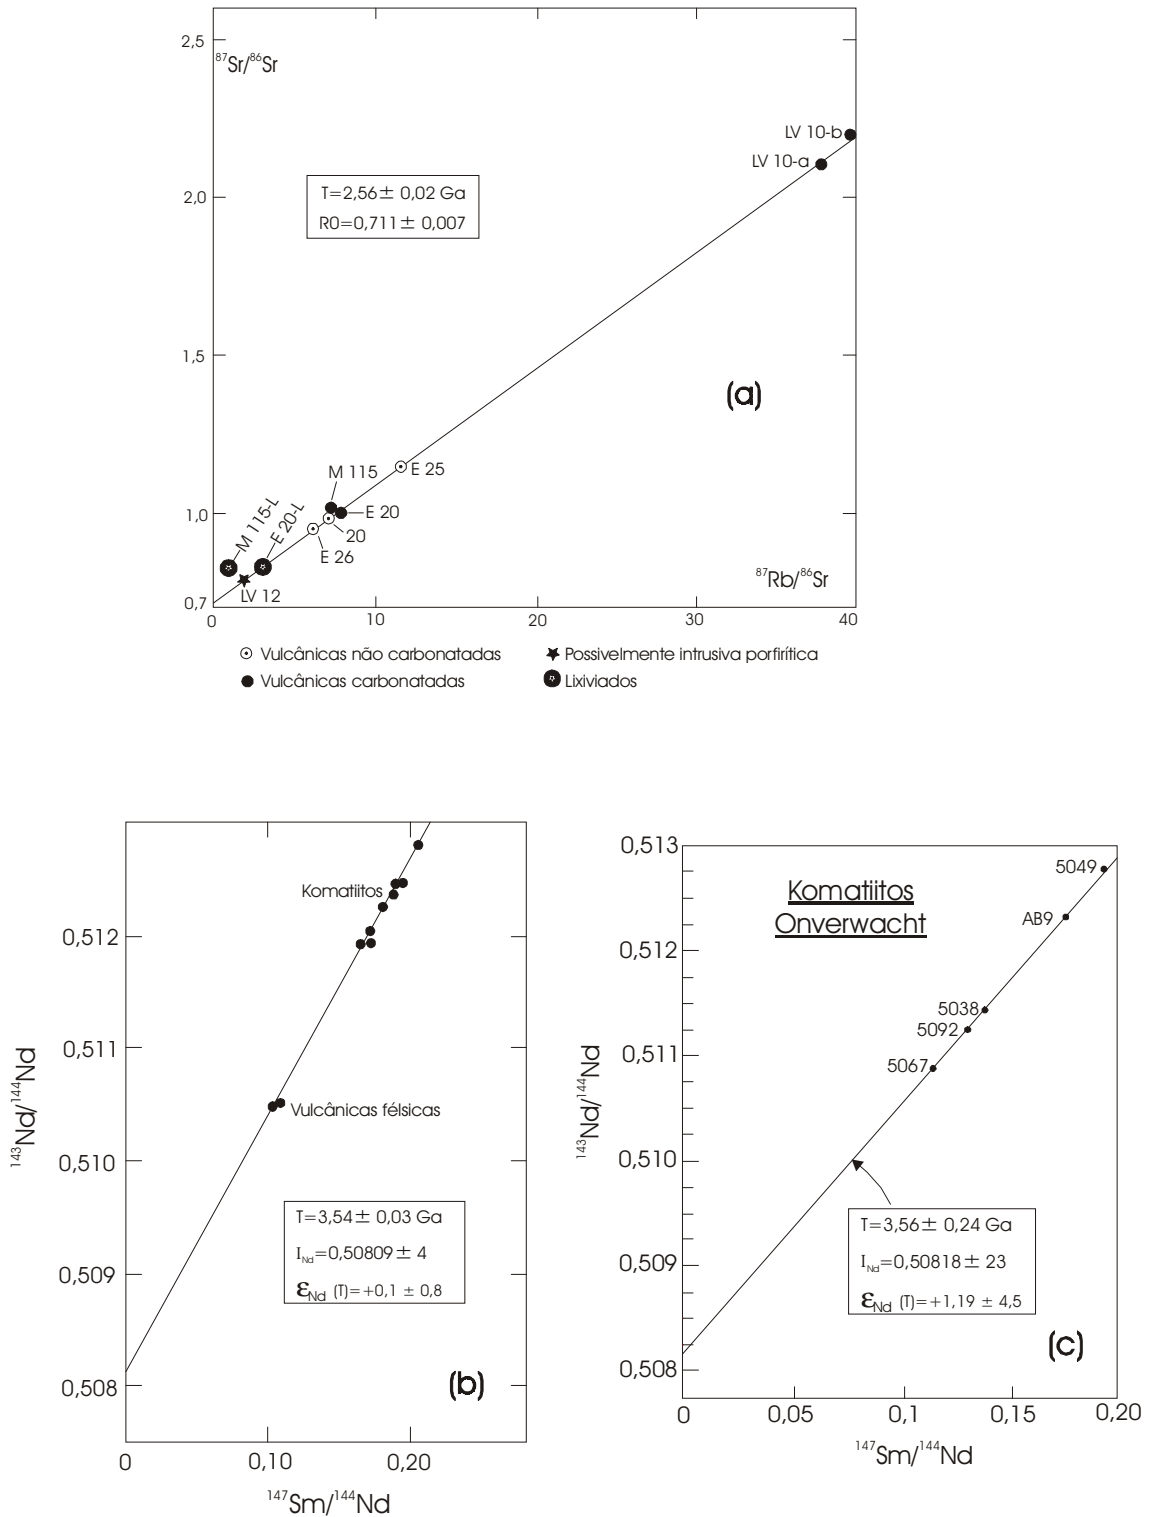 2,5
⁸⁷Sr/⁸⁶Sr
LV 10-b
LV 10-a
T=2,56± 0,02 Ga
2,0
R0=0,711± 0,007
1,5
(a)
M 115
E 25
M 115-L
E 20-L
1,0
E 20
20
E 26
⁸⁷Rb/⁸⁶Sr
LV 12
0,7
0
10
20
30
40
Vulcânicas não carbonatadas
Possivelmente intrusiva porfirítica
Vulcânicas carbonatadas
Lixiviados
Komatiitos
0,512
0,511
Vulcânicas félsicas
0,510
¹⁴³Nd/¹⁴⁴Nd
T=3,54± 0,03 Ga
I_Nd=0,50809± 4
0,509
ε_Nd (T)=+0,1 ± 0,8
(b)
0,508
0
0,10
0,20
¹⁴⁷Sm/¹⁴⁴Nd
0,513
5049
Komatiitos
Onverwacht
AB9
0,512
5038
5092
0,511
5067
¹⁴³Nd/¹⁴⁴Nd
0,510
T=3,56± 0,24 Ga
0,509
I_Nd=0,50818± 23
ε_Nd (T)=+1,19 ± 4,5
(c)
0,508
0
0,05
0,1
0,15
0,20
¹⁴⁷Sm/¹⁴⁴Nd